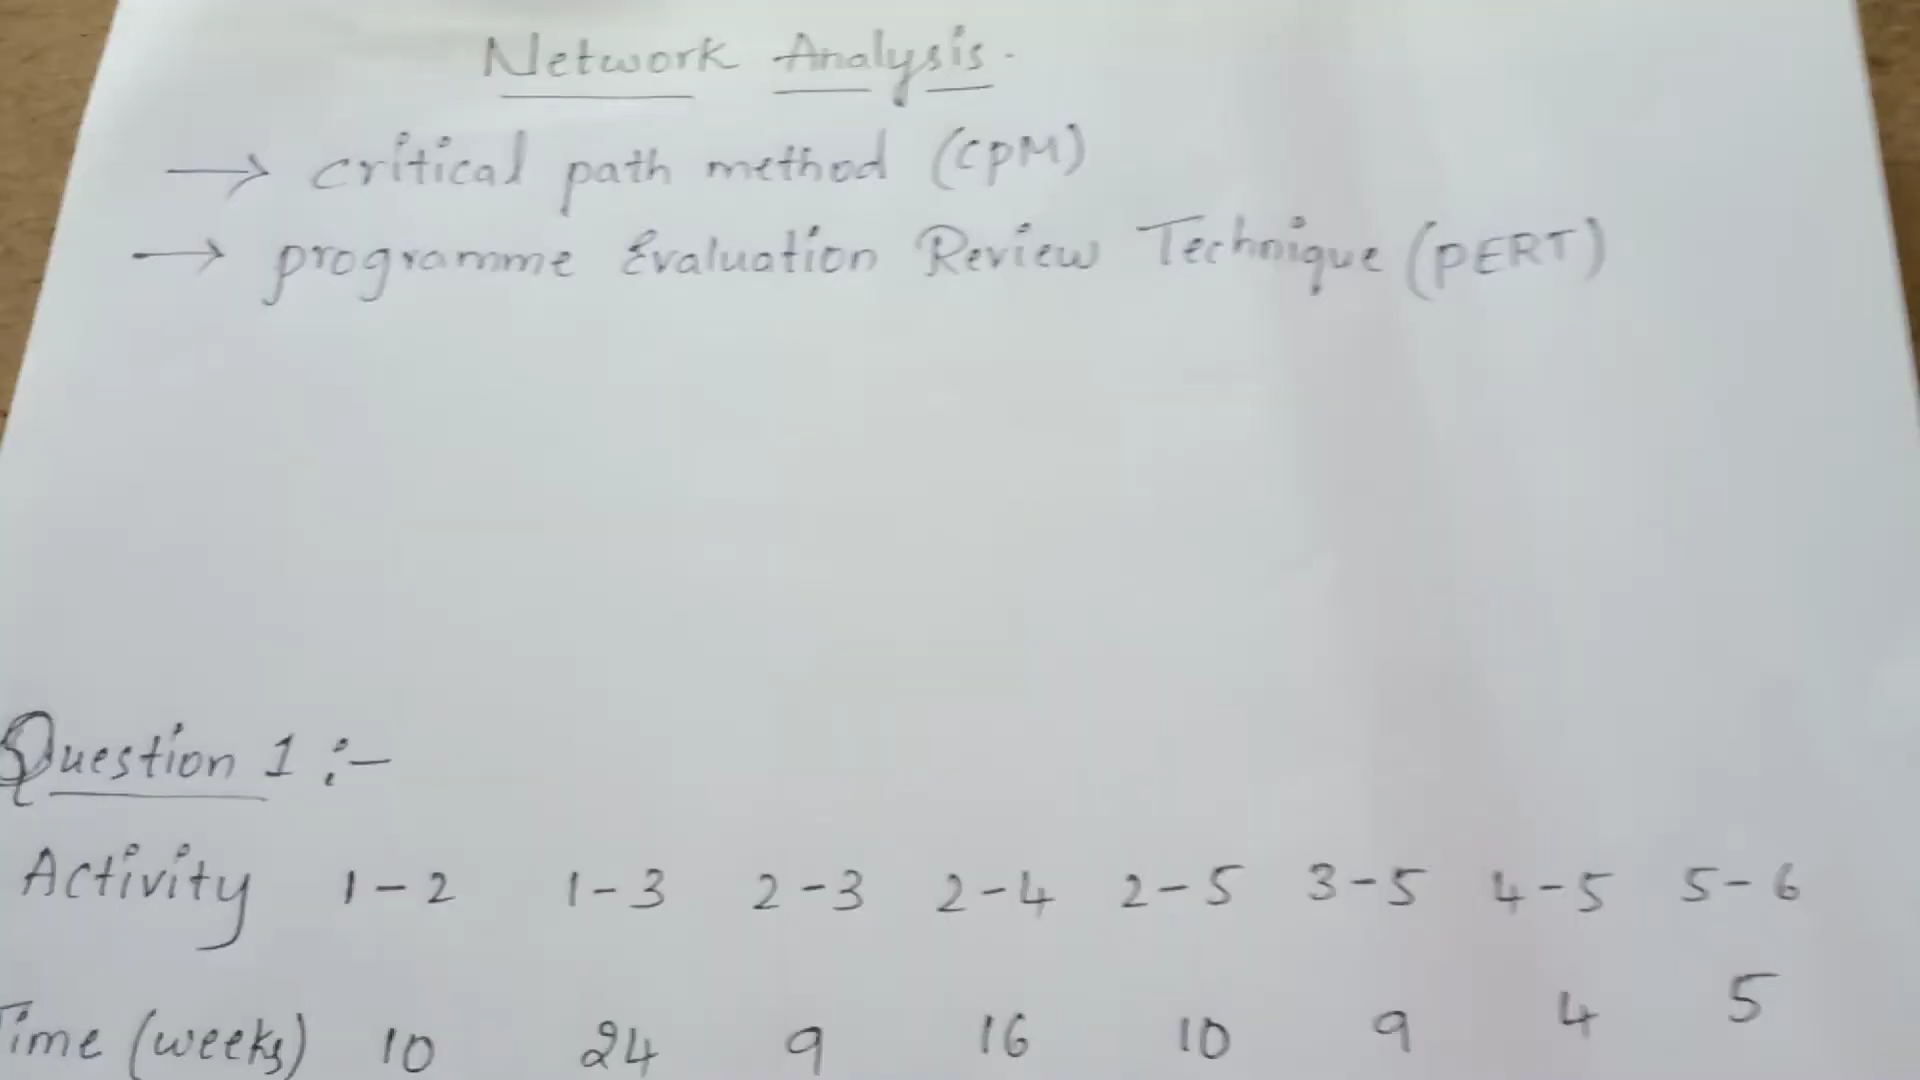 Network Analysis.
→ critical path method (CPM)
→ programme Evaluation Review Technique (PERT)
Question 1 :-
Activity 1-2 1-3 2-3 2-4 2-5 3-5 4-5 5-6
Time (weeks) 10 24 9 16 10 9 4 5